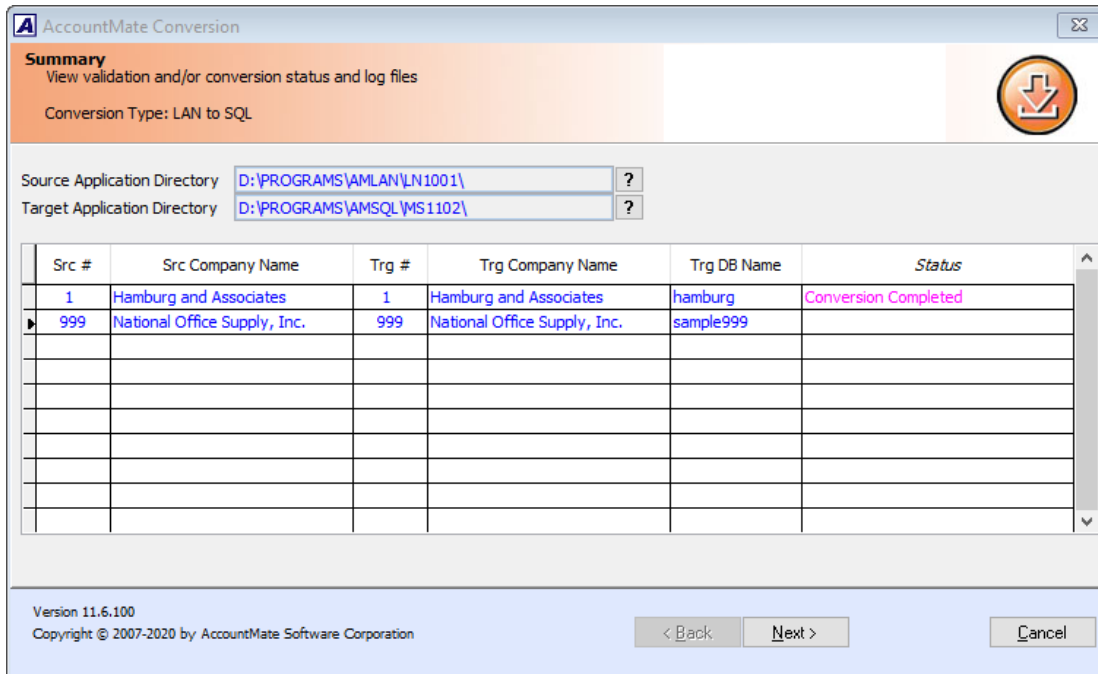 AccountMate Conversion
Summary
View validation and/or conversion status and log files
Conversion Type: LAN to SQL
Source Application Directory D:\PROGRAMS\AMLAN\LN1001\ ?
Target Application Directory D:\PROGRAMS\AMSQL\MS1102\ ?
Src # Src Company Name Trg # Trg Company Name Trg DB Name Status
1 Hamburg and Associates 1 Hamburg and Associates hamburg Conversion Completed
999 National Office Supply, Inc. 999 National Office Supply, Inc. sample999
Version 11.6.100
Copyright © 2007-2020 by AccountMate Software Corporation
< Back Next > Cancel